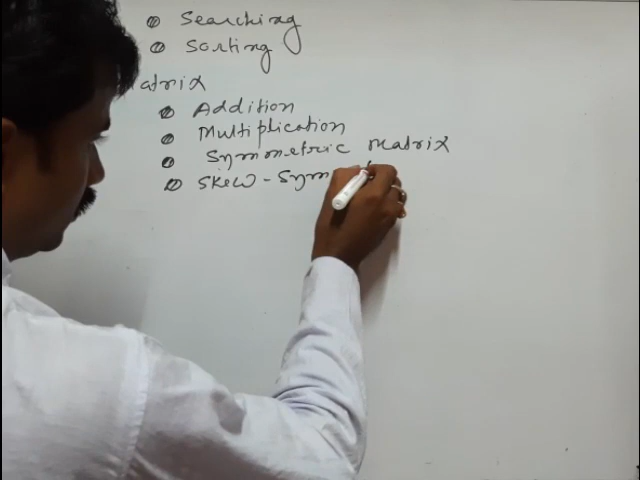 Searching
Sorting
atrix
Addition
Multiplication
Symmetric matrix
Skew - Sym